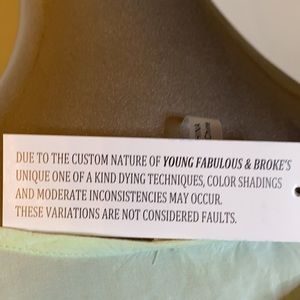 DUE TO THE CUSTOM NATURE OF YOUNG FABULOUS & BROKE'S
UNIQUE ONE OF A KIND DYING TECHNIQUES, COLOR SHADINGS
AND MODERATE INCONSISTENCIES MAY OCCUR.
THESE VARIATIONS ARE NOT CONSIDERED FAULTS.